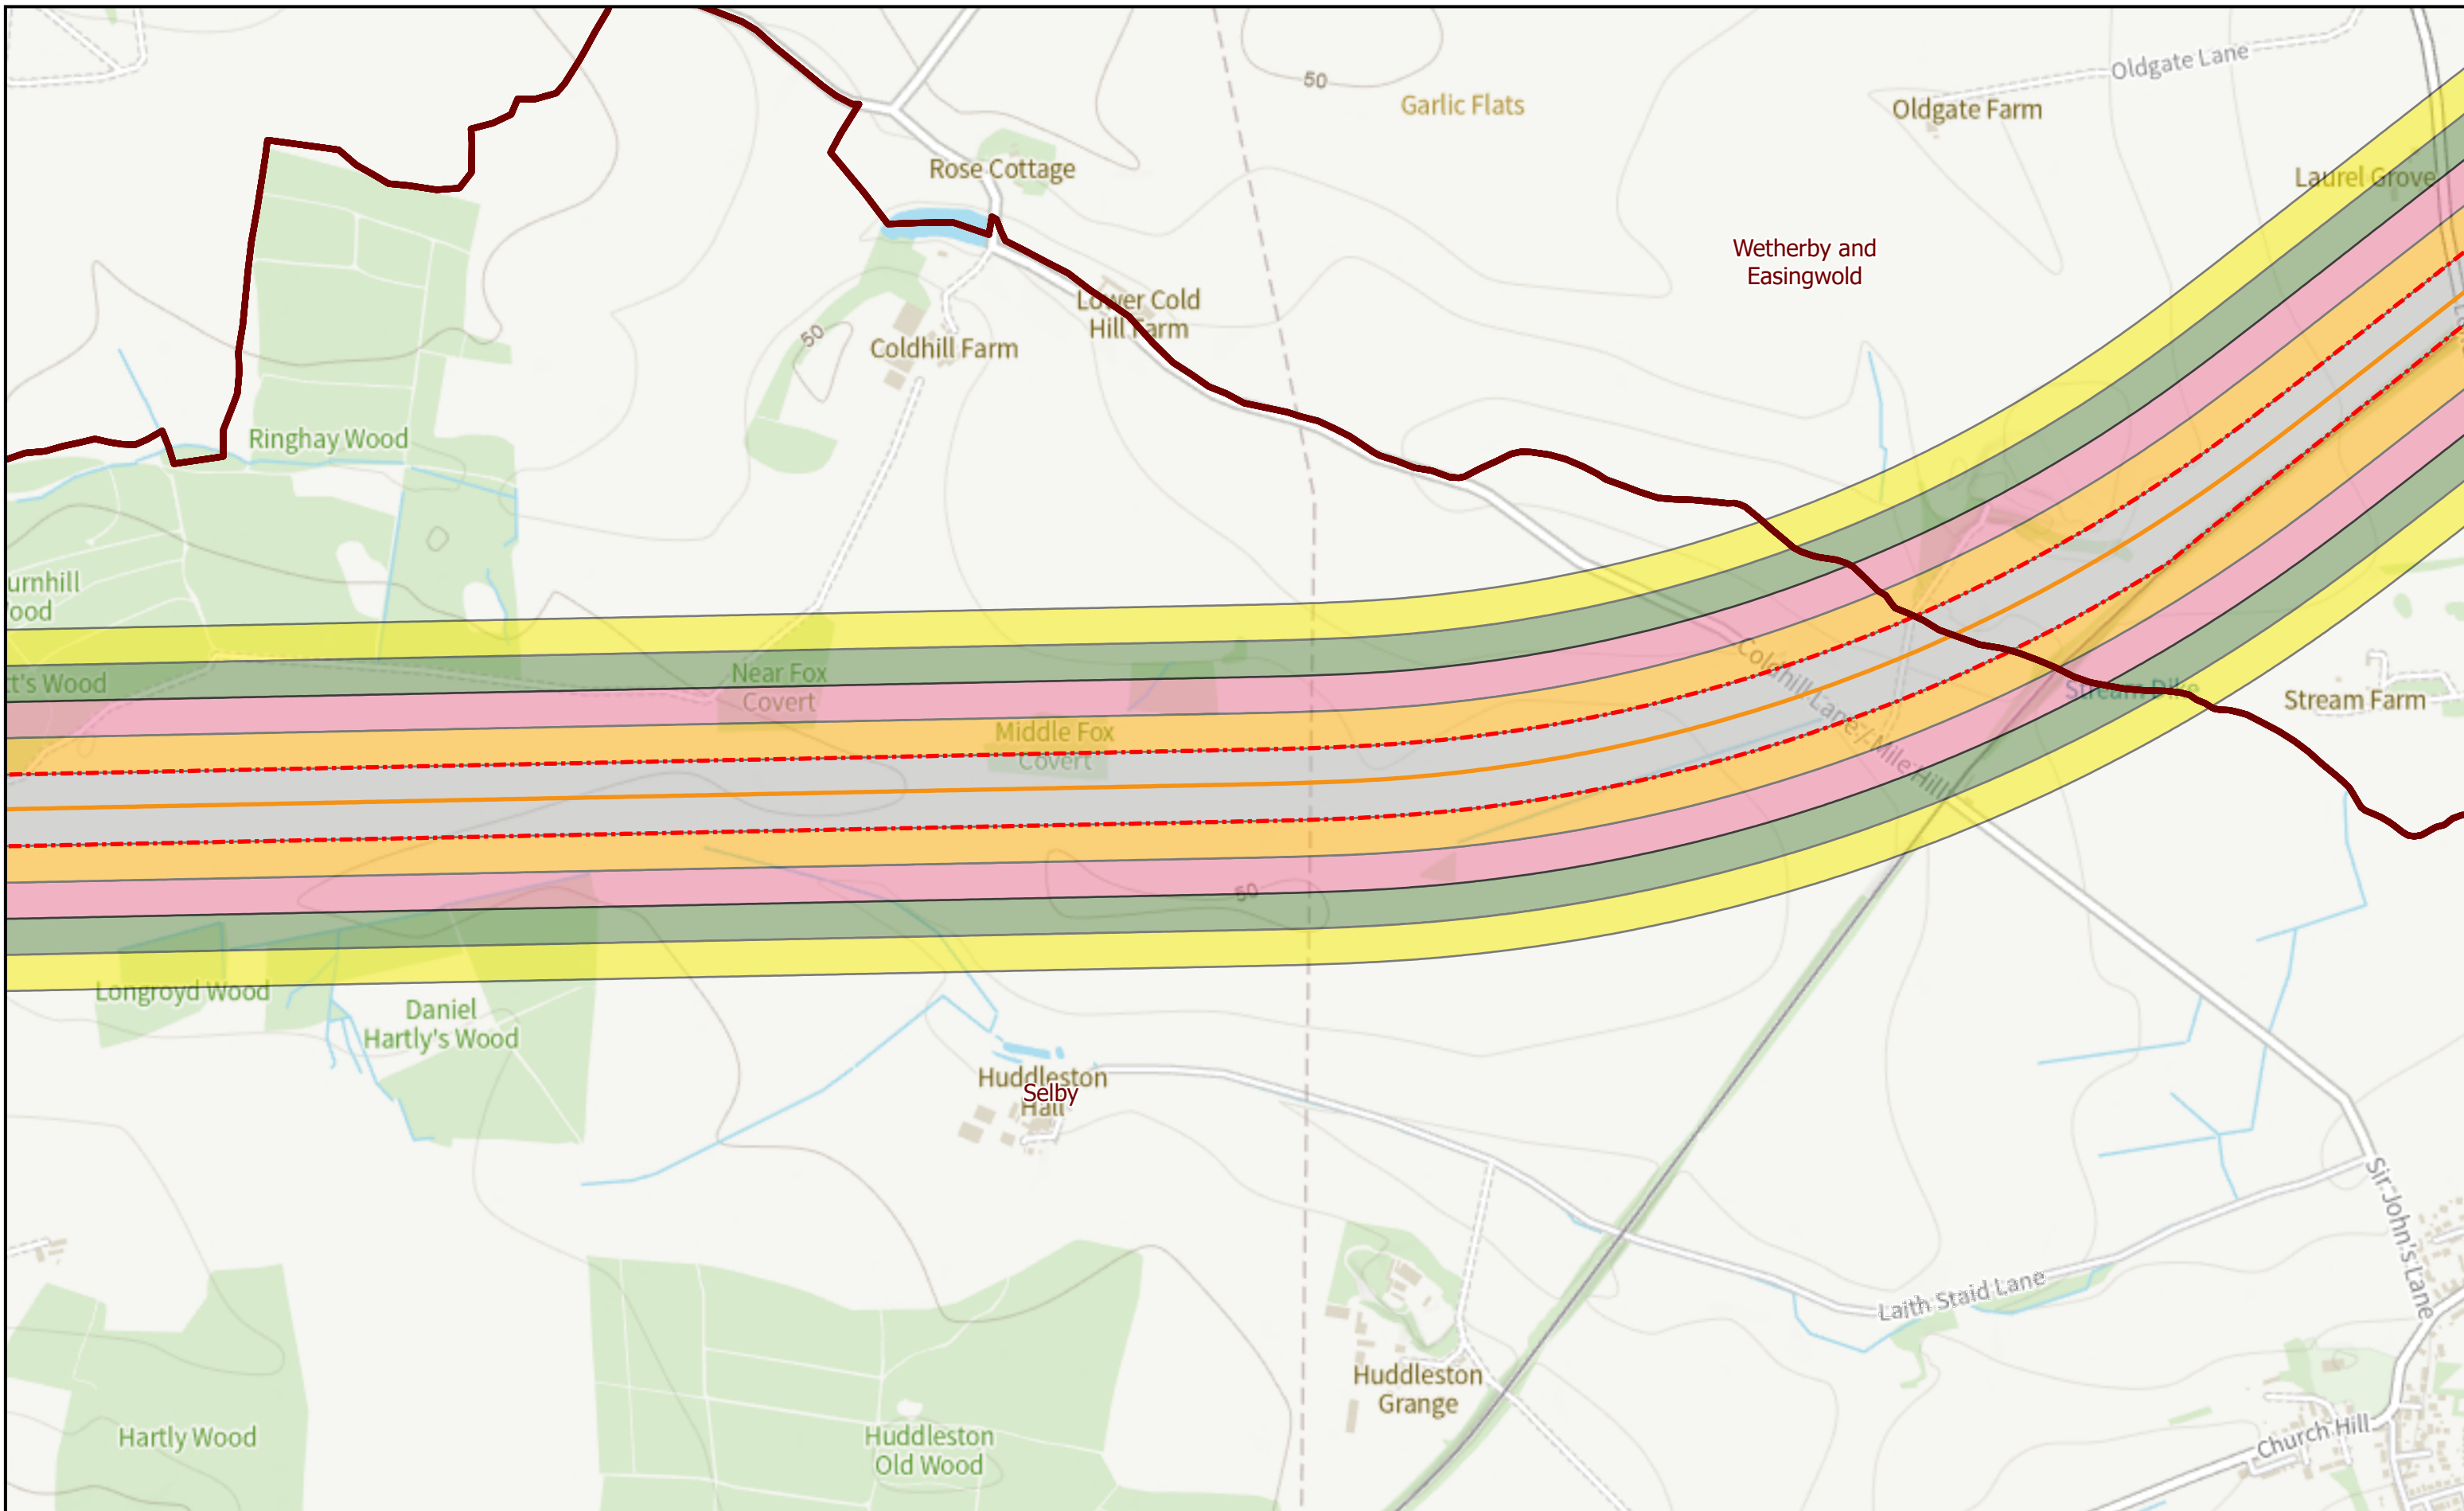 Oldgate Lane
50
Garlic Flats
Oldgate Farm
Rose Cottage
Laurel Grove
Wetherby and
Easingwold
Lower Cold
Hill Farm
50
Coldhill Farm
Ringhay Wood
urnhill
ood
tt's Wood
Near Fox
Covert
Middle Fox
Covert
Coldhill Lane / Mile Hill
Stream Dike
Stream Farm
50
Longroyd Wood
Daniel
Hartly's Wood
Huddleston
Hall
Selby
Sir John's Lane
Laith Staid Lane
Huddleston
Grange
Hartly Wood
Huddleston
Old Wood
Church Hill